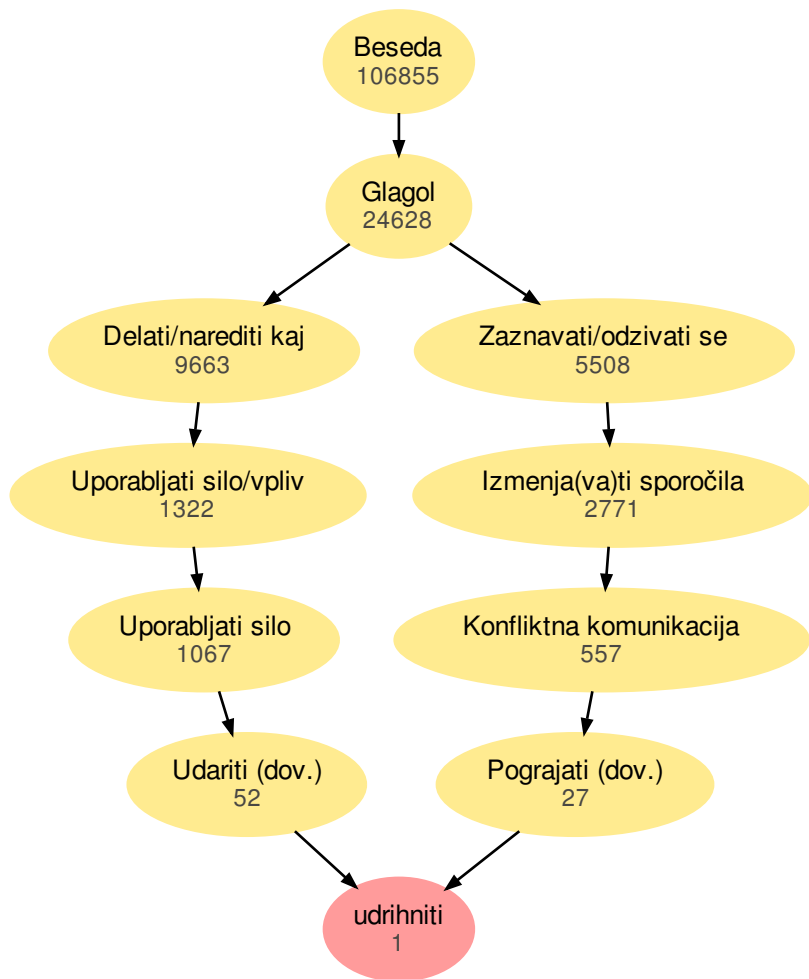 Beseda
106855
Glagol
24628
Delati/narediti kaj
9663
Zaznavati/odzivati se
5508
Uporabljati silo/vpliv
1322
Izmenja(va)ti sporočila
2771
Uporabljati silo
1067
Konfliktna komunikacija
557
Udariti (dov.)
52
Pograjati (dov.)
27
udrihniti
1